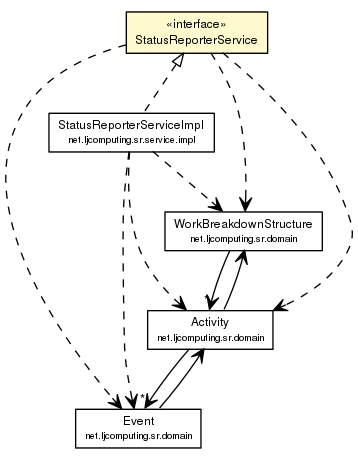 «interface»
StatusReporterService
StatusReporterServiceImpl
net.ljcomputing.sr.service.impl
WorkBreakdownStructure
net.ljcomputing.sr.domain
*
Activity
net.ljcomputing.sr.domain
*
Event
net.ljcomputing.sr.domain